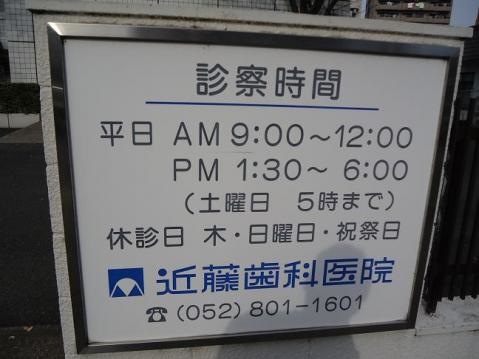 診察時間
平日 AM 9:00～12:00
PM 1:30～ 6:00
(土曜日 5時まで)
休診日 木・日曜日・祝祭日
近藤歯科医院
☎(052)801-1601